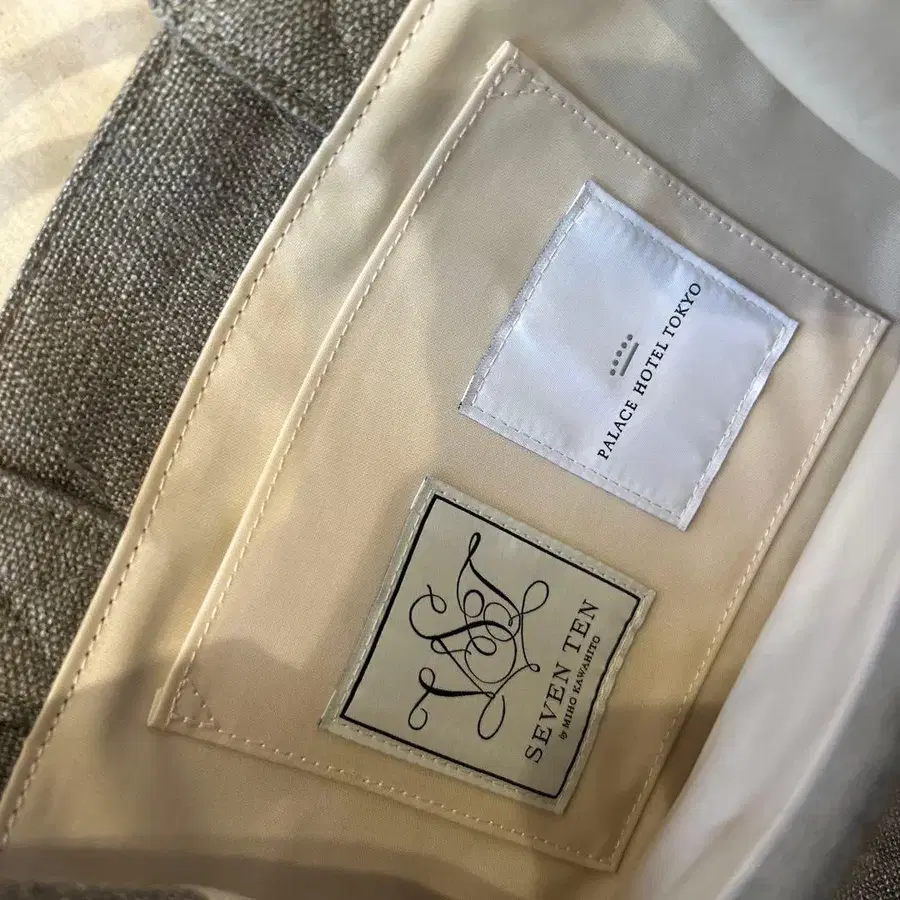 PALACE HOTEL TOKYO
SEVEN TEN
by MIHO KAWAHITO